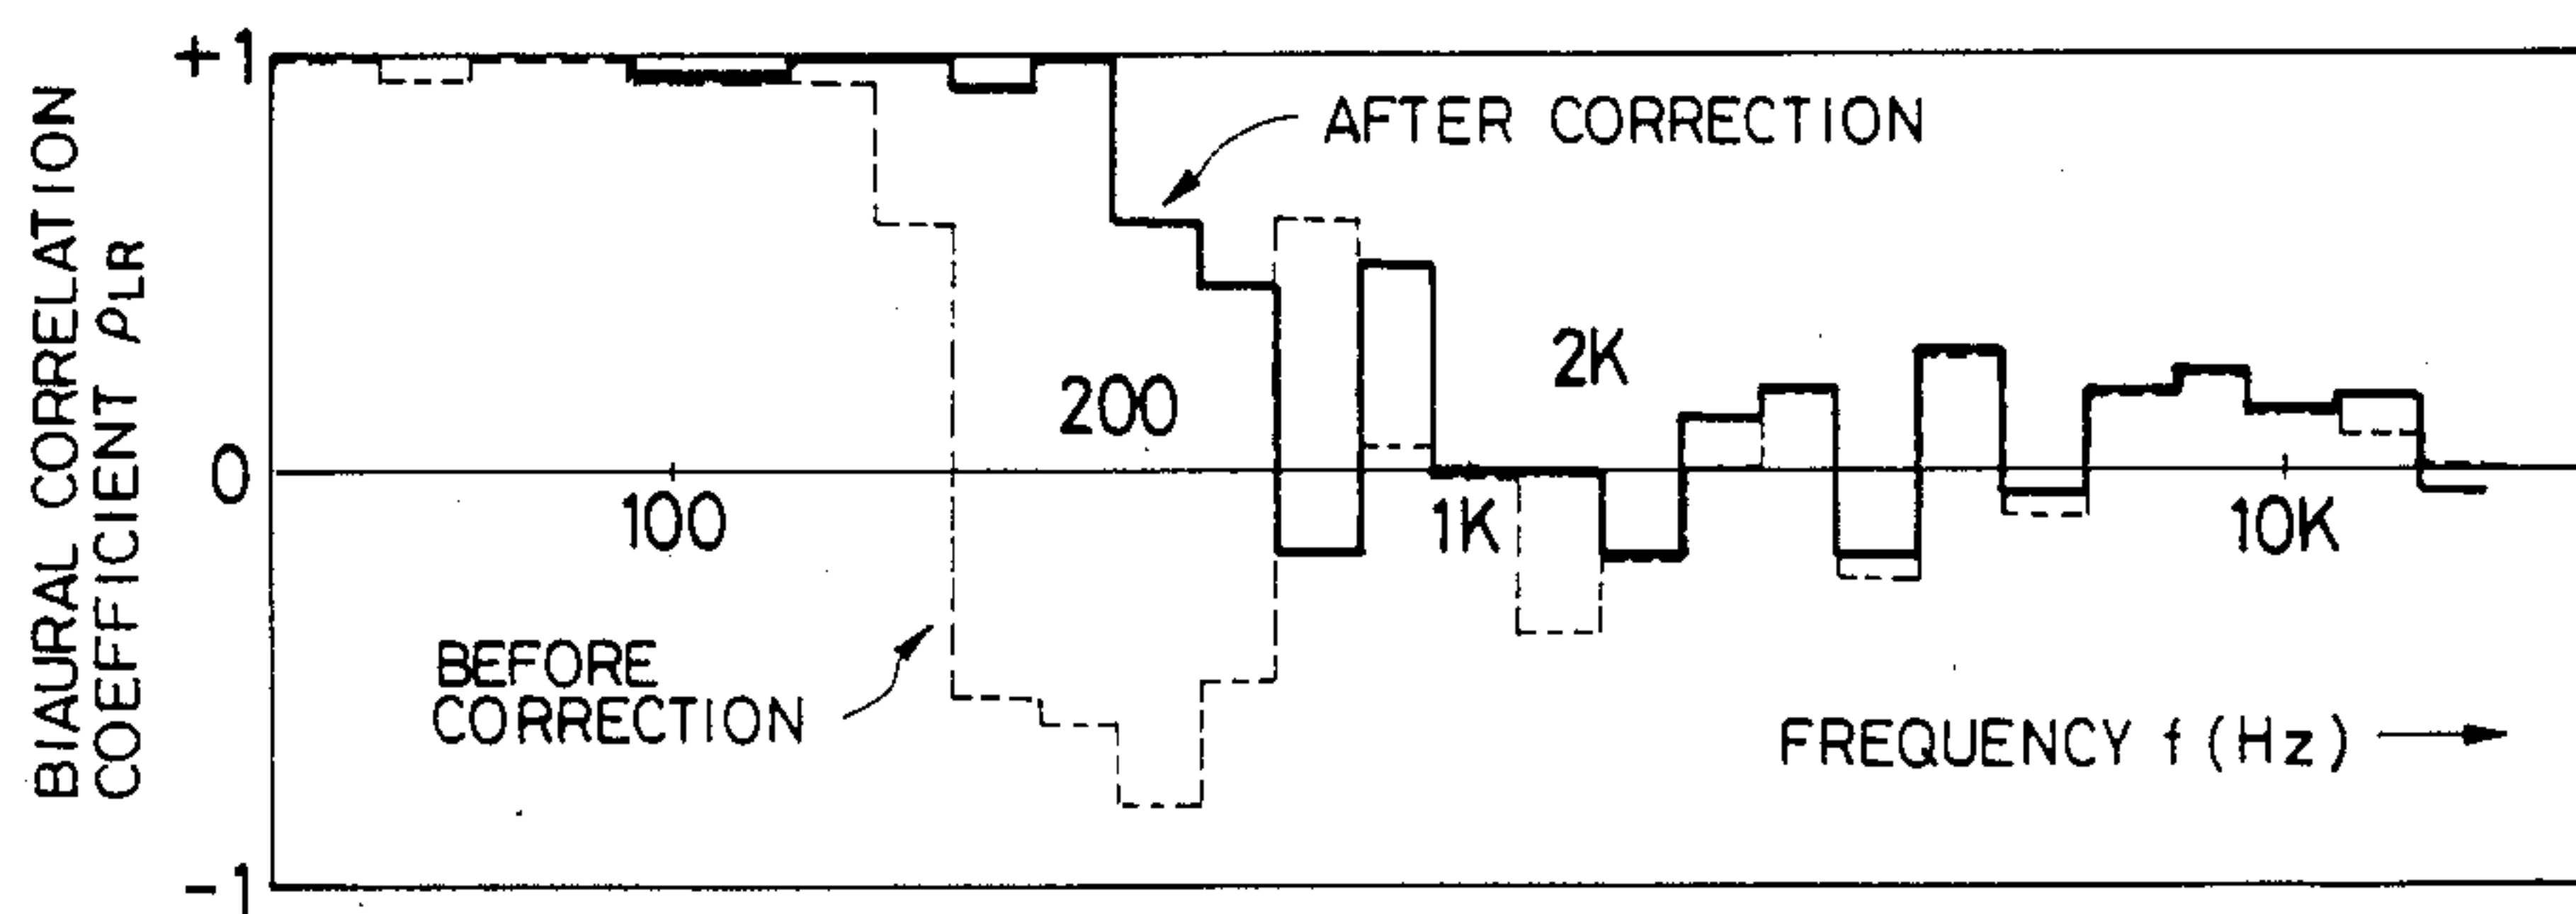 +1
AFTER CORRECTION
BIAURAL CORRELATION
COEFFICIENT ρLR
2K
200
0
100
1K
10K
BEFORE
CORRECTION
FREQUENCY f (Hz)
-1